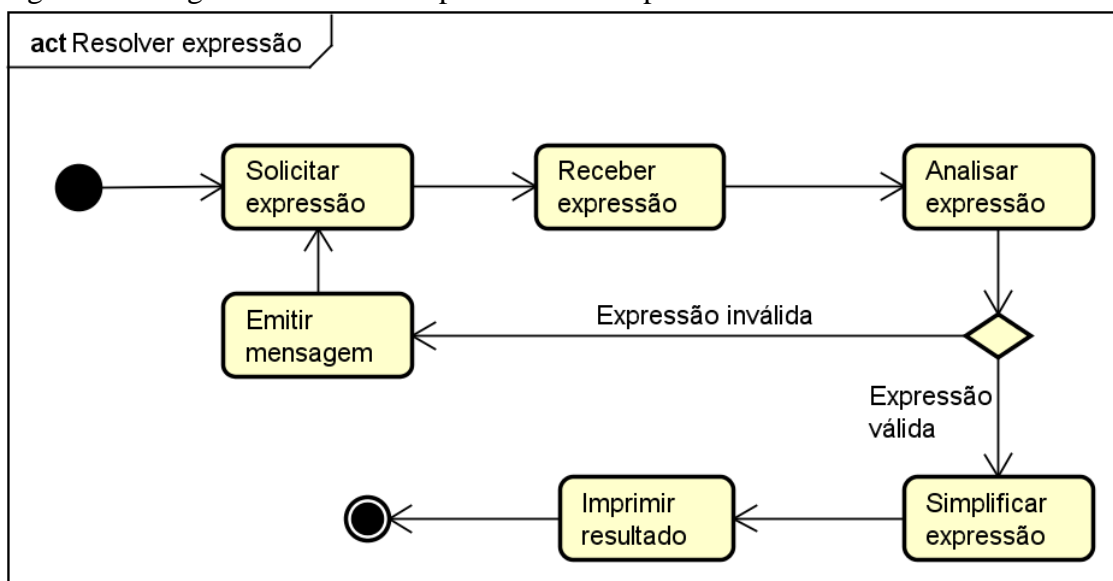 act Resolver expressão
Solicitar
expressão
Receber
expressão
Analisar
expressão
Emitir
mensagem
Expressão inválida
Expressão
válida
Imprimir
resultado
Simplificar
expressão